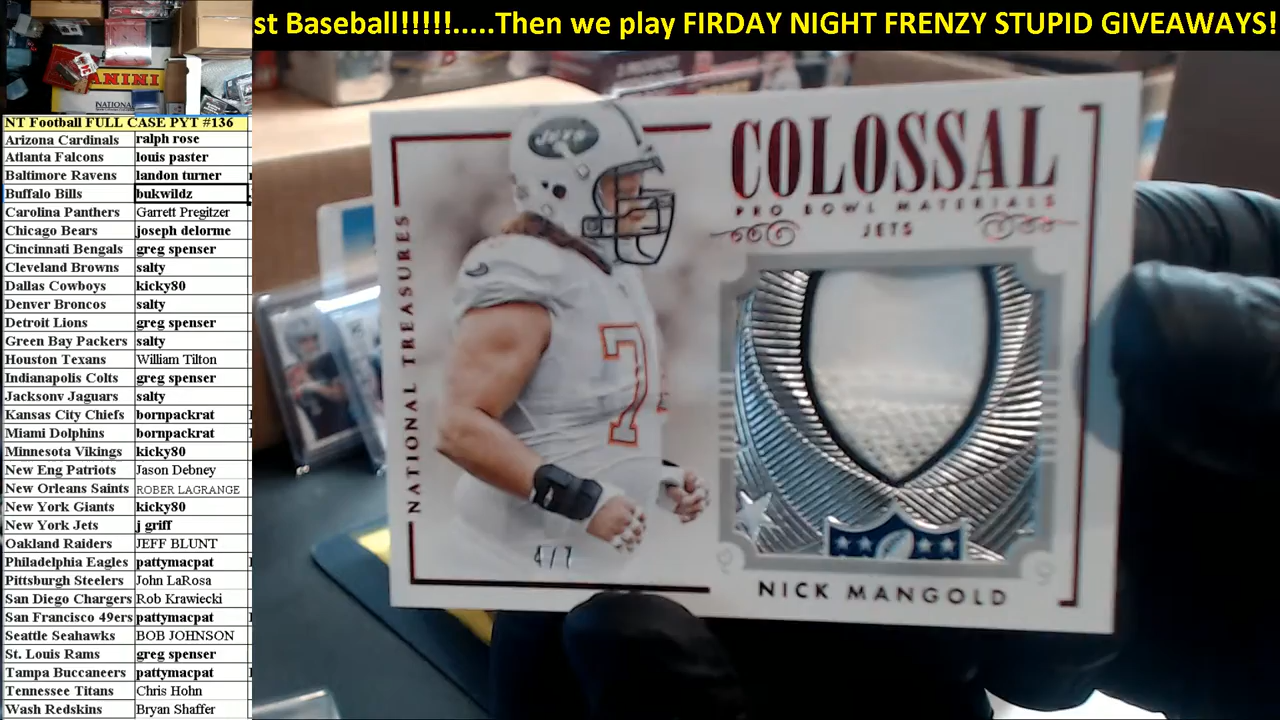 st Baseball!!!!!.....Then we play FIRDAY NIGHT FRENZY STUPID GIVEAWAYS!
PANINI
NATIONAL
NT Football FULL CASE PYT #136
Arizona Cardinals ralph rose
Atlanta Falcons louis paster
Baltimore Ravens landon turner
Buffalo Bills bukwildz
Carolina Panthers Garrett Pregitzer
Chicago Bears joseph delorme
Cincinnati Bengals greg spenser
Cleveland Browns salty
Dallas Cowboys kicky80
Denver Broncos salty
Detroit Lions greg spenser
Green Bay Packers salty
Houston Texans William Tilton
Indianapolis Colts greg spenser
Jacksonv Jaguars salty
Kansas City Chiefs bornpackrat
Miami Dolphins bornpackrat
Minnesota Vikings kicky80
New Eng Patriots Jason Debney
New Orleans Saints ROBER LAGRANGE
New York Giants kicky80
New York Jets j griff
Oakland Raiders JEFF BLUNT
Philadelphia Eagles pattymacpat
Pittsburgh Steelers John LaRosa
San Diego Chargers Rob Krawiecki
San Francisco 49ers pattymacpat
Seattle Seahawks BOB JOHNSON
St. Louis Rams greg spenser
Tampa Buccaneers pattymacpat
Tennessee Titans Chris Hohn
Wash Redskins Bryan Shaffer
NATIONAL TREASURES
JETS
7
4/7
COLOSSAL
PRO BOWL MATERIALS
JETS
NICK MANGOLD